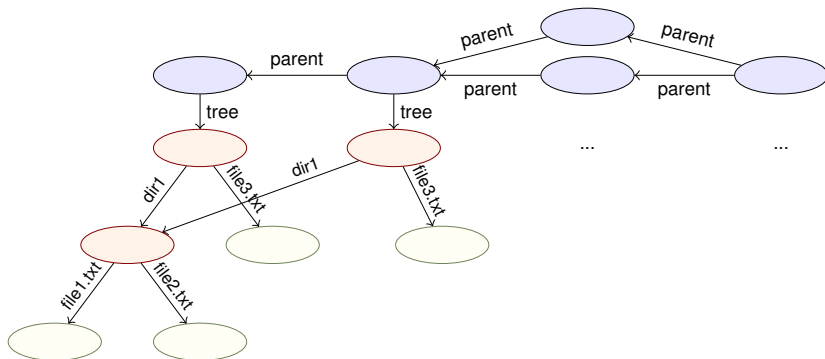 parent
parent
parent
parent
parent
tree
tree
...
...
dir1
file3.txt
dir1
file3.txt
file1.txt
file2.txt